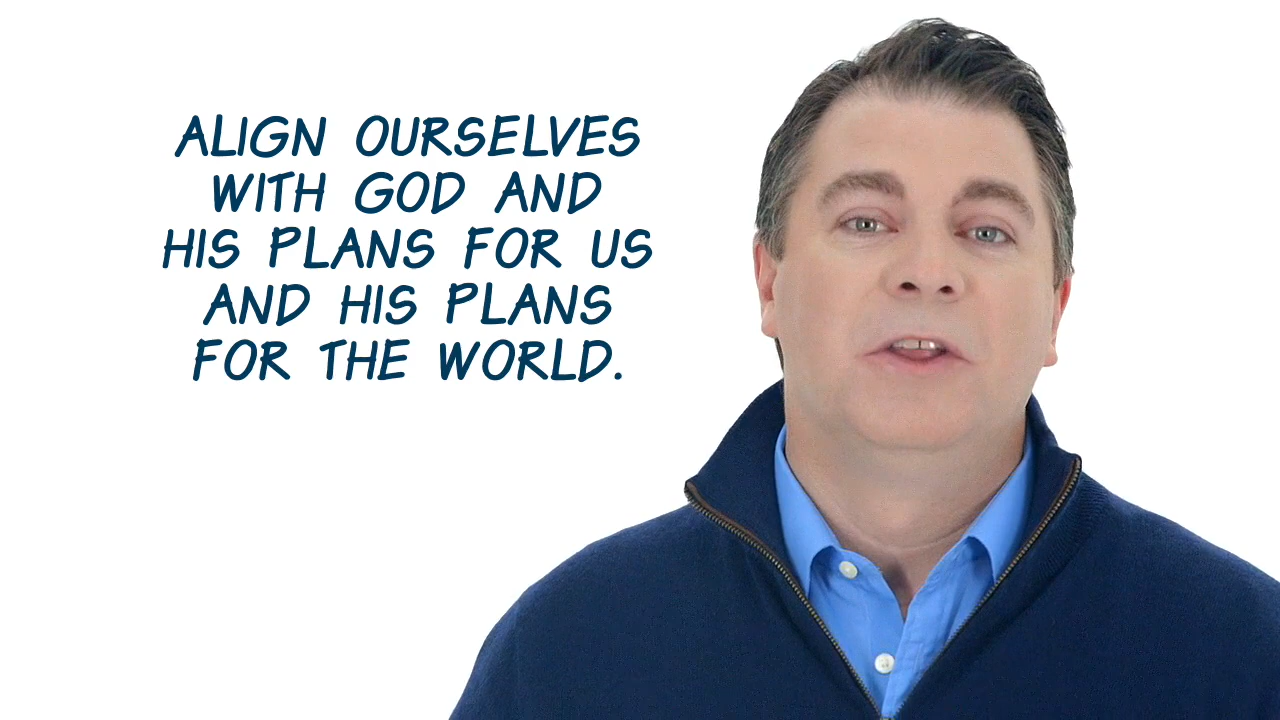 ALIGN OURSELVES
WITH GOD AND
HIS PLANS FOR US
AND HIS PLANS
FOR THE WORLD.